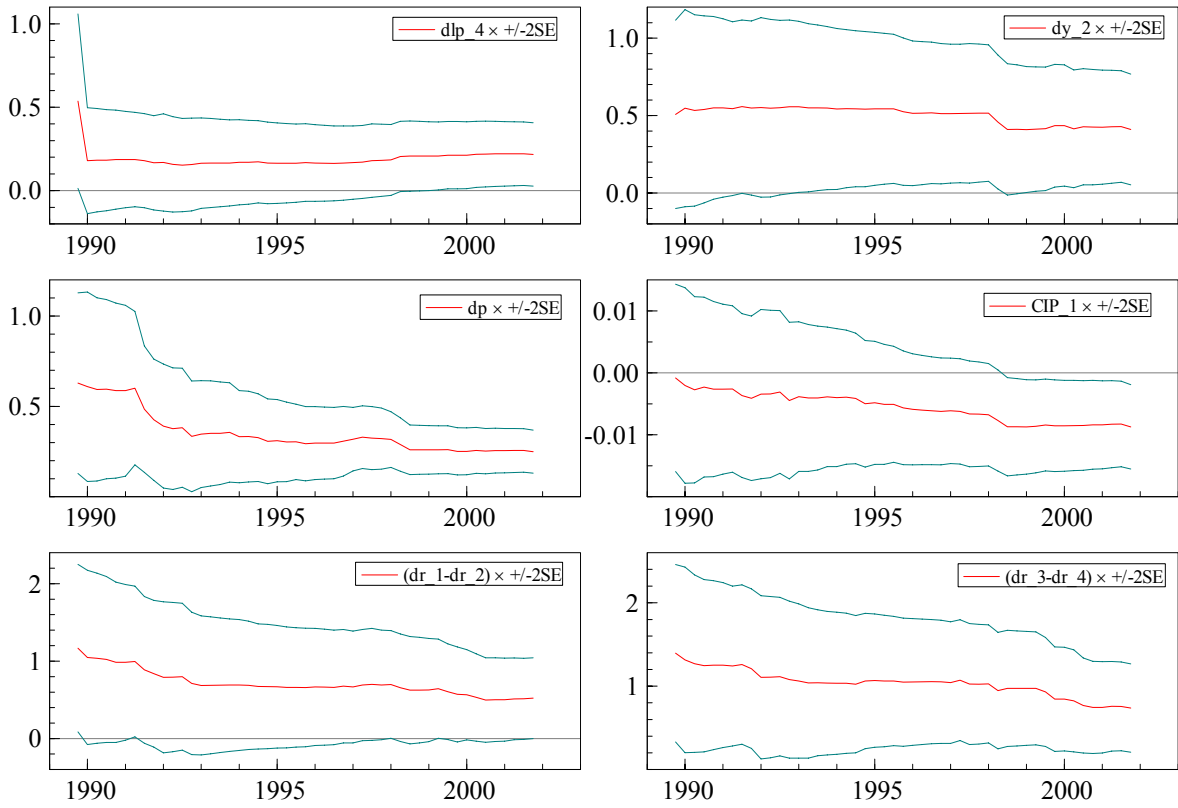 1.0
dlp_4 × +/-2SE
0.5
0.0
1990 1995 2000
1.0
dy_2 × +/-2SE
0.5
0.0
1990 1995 2000
1.0
dp × +/-2SE
0.5
1990 1995 2000
0.01
CIP_1 × +/-2SE
0.00
-0.01
1990 1995 2000
2
(dr_1-dr_2) × +/-2SE
1
0
1990 1995 2000
2
(dr_3-dr_4) × +/-2SE
1
1990 1995 2000